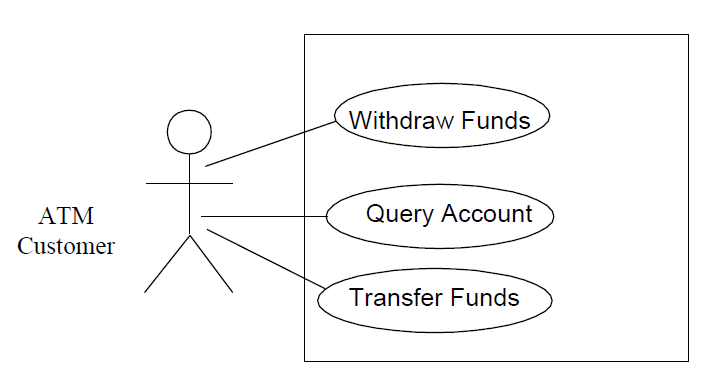 Withdraw Funds
ATM
Customer
Query Account
Transfer Funds